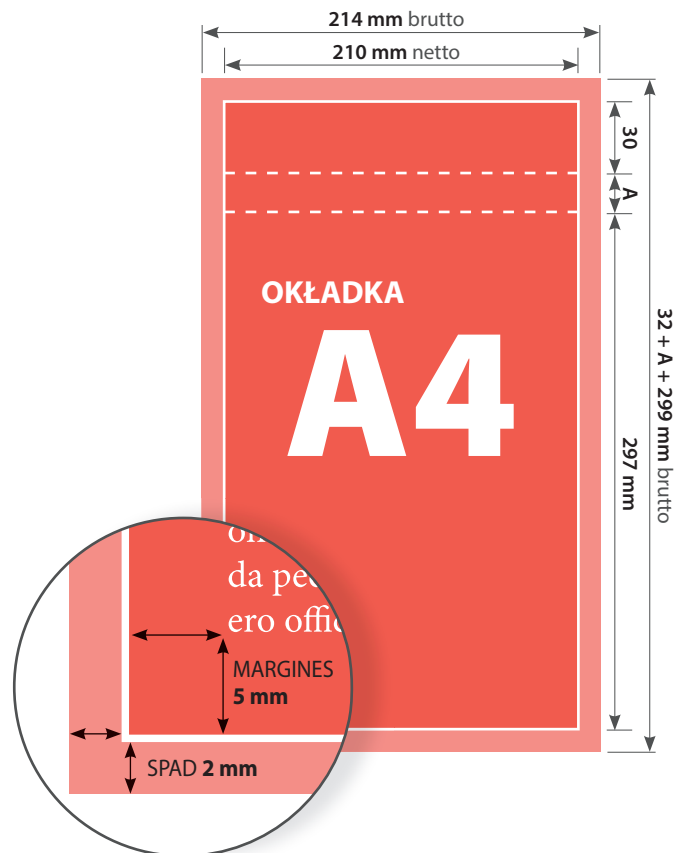 214 mm brutto
210 mm netto
30
A
OKŁADKA
A4
32 + A + 299 mm brutto
297 mm
da pe
ero offic
MARGINES
5 mm
SPAD 2 mm